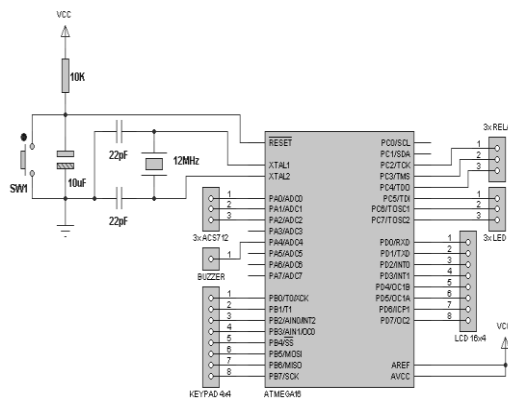 VCC
10K
22pF
12MHz
SW1
10uF
22pF
RESET
XTAL1
XTAL2
PA0/ADC0
PA1/ADC1
PA2/ADC2
PA3/ADC3
PA4/ADC4
PA5/ADC5
PA6/ADC6
PA7/ADC7
PB0/T0/XCK
PB1/T1
PB2/AIN0/INT2
PB3/AIN1/OC0
PB4/SS
PB5/MOSI
PB6/MISO
PB7/SCK
PC0/SCL
PC1/SDA
PC2/TCK
PC3/TMS
PC4/TDO
PC5/TDI
PC6/TOSC1
PC7/TOSC2
PD0/RXD
PD1/TXD
PD2/INT0
PD3/INT1
PD4/OC1B
PD5/OC1A
PD6/ICP1
PD7/OC2
AREF
AVCC
ATMEGA16
1
2
3
3xACS712
1
BUZZER
1
2
3
4
5
6
7
8
KEYPAD 4x4
3xRELA
1
2
3
1
2
3
3xLED
1
2
3
4
5
6
7
8
LCD 16x4
VCC